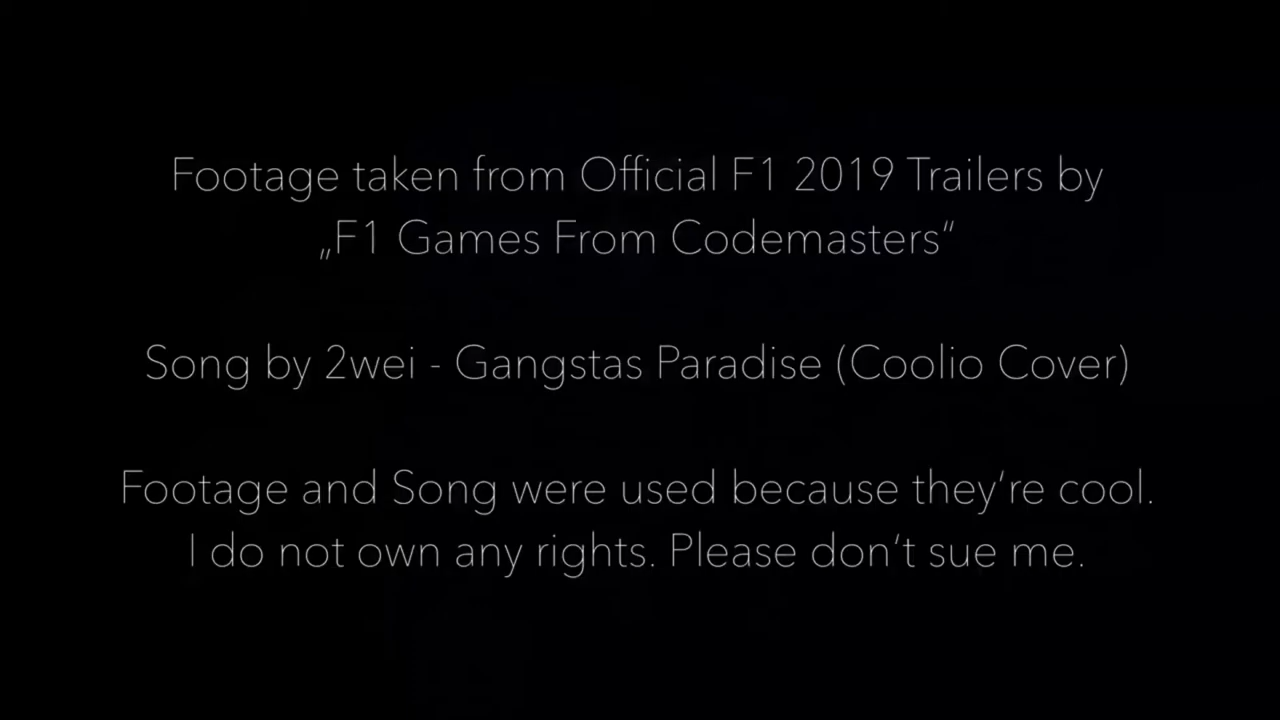 Footage taken from Official F1 2019 Trailers by
„F1 Games From Codemasters“
Song by 2wei - Gangstas Paradise (Coolio Cover)
Footage and Song were used because they‘re cool.
I do not own any rights. Please don‘t sue me.